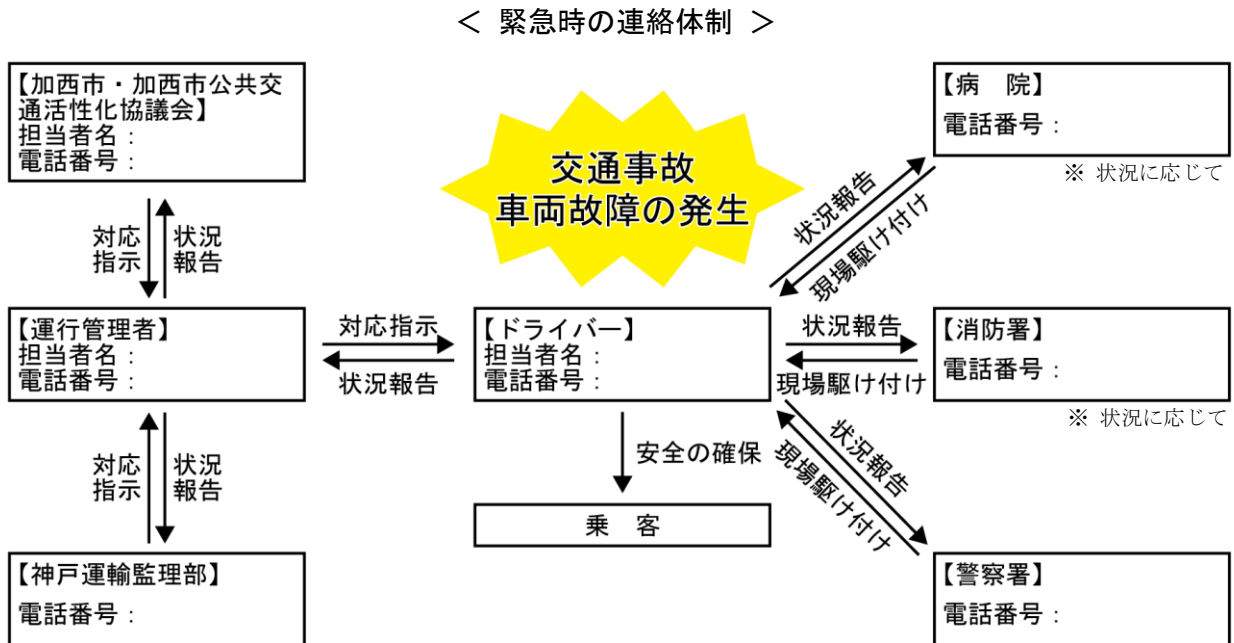 ＜ 緊急時の連絡体制 ＞
【加西市・加西市公共交
通活性化協議会】
担当者名：
電話番号：
交通事故
車両故障の発生
【病　院】
電話番号：
※ 状況に応じて
対応
指示
状況
報告
状況報告
現場駆け付け
【運行管理者】
担当者名：
電話番号：
対応指示
状況報告
【ドライバー】
担当者名：
電話番号：
状況報告
現場駆け付け
【消防署】
電話番号：
※ 状況に応じて
対応
指示
状況
報告
安全の確保
状況報告
現場駆け付け
乗　客
【神戸運輸監理部】
電話番号：
【警察署】
電話番号：